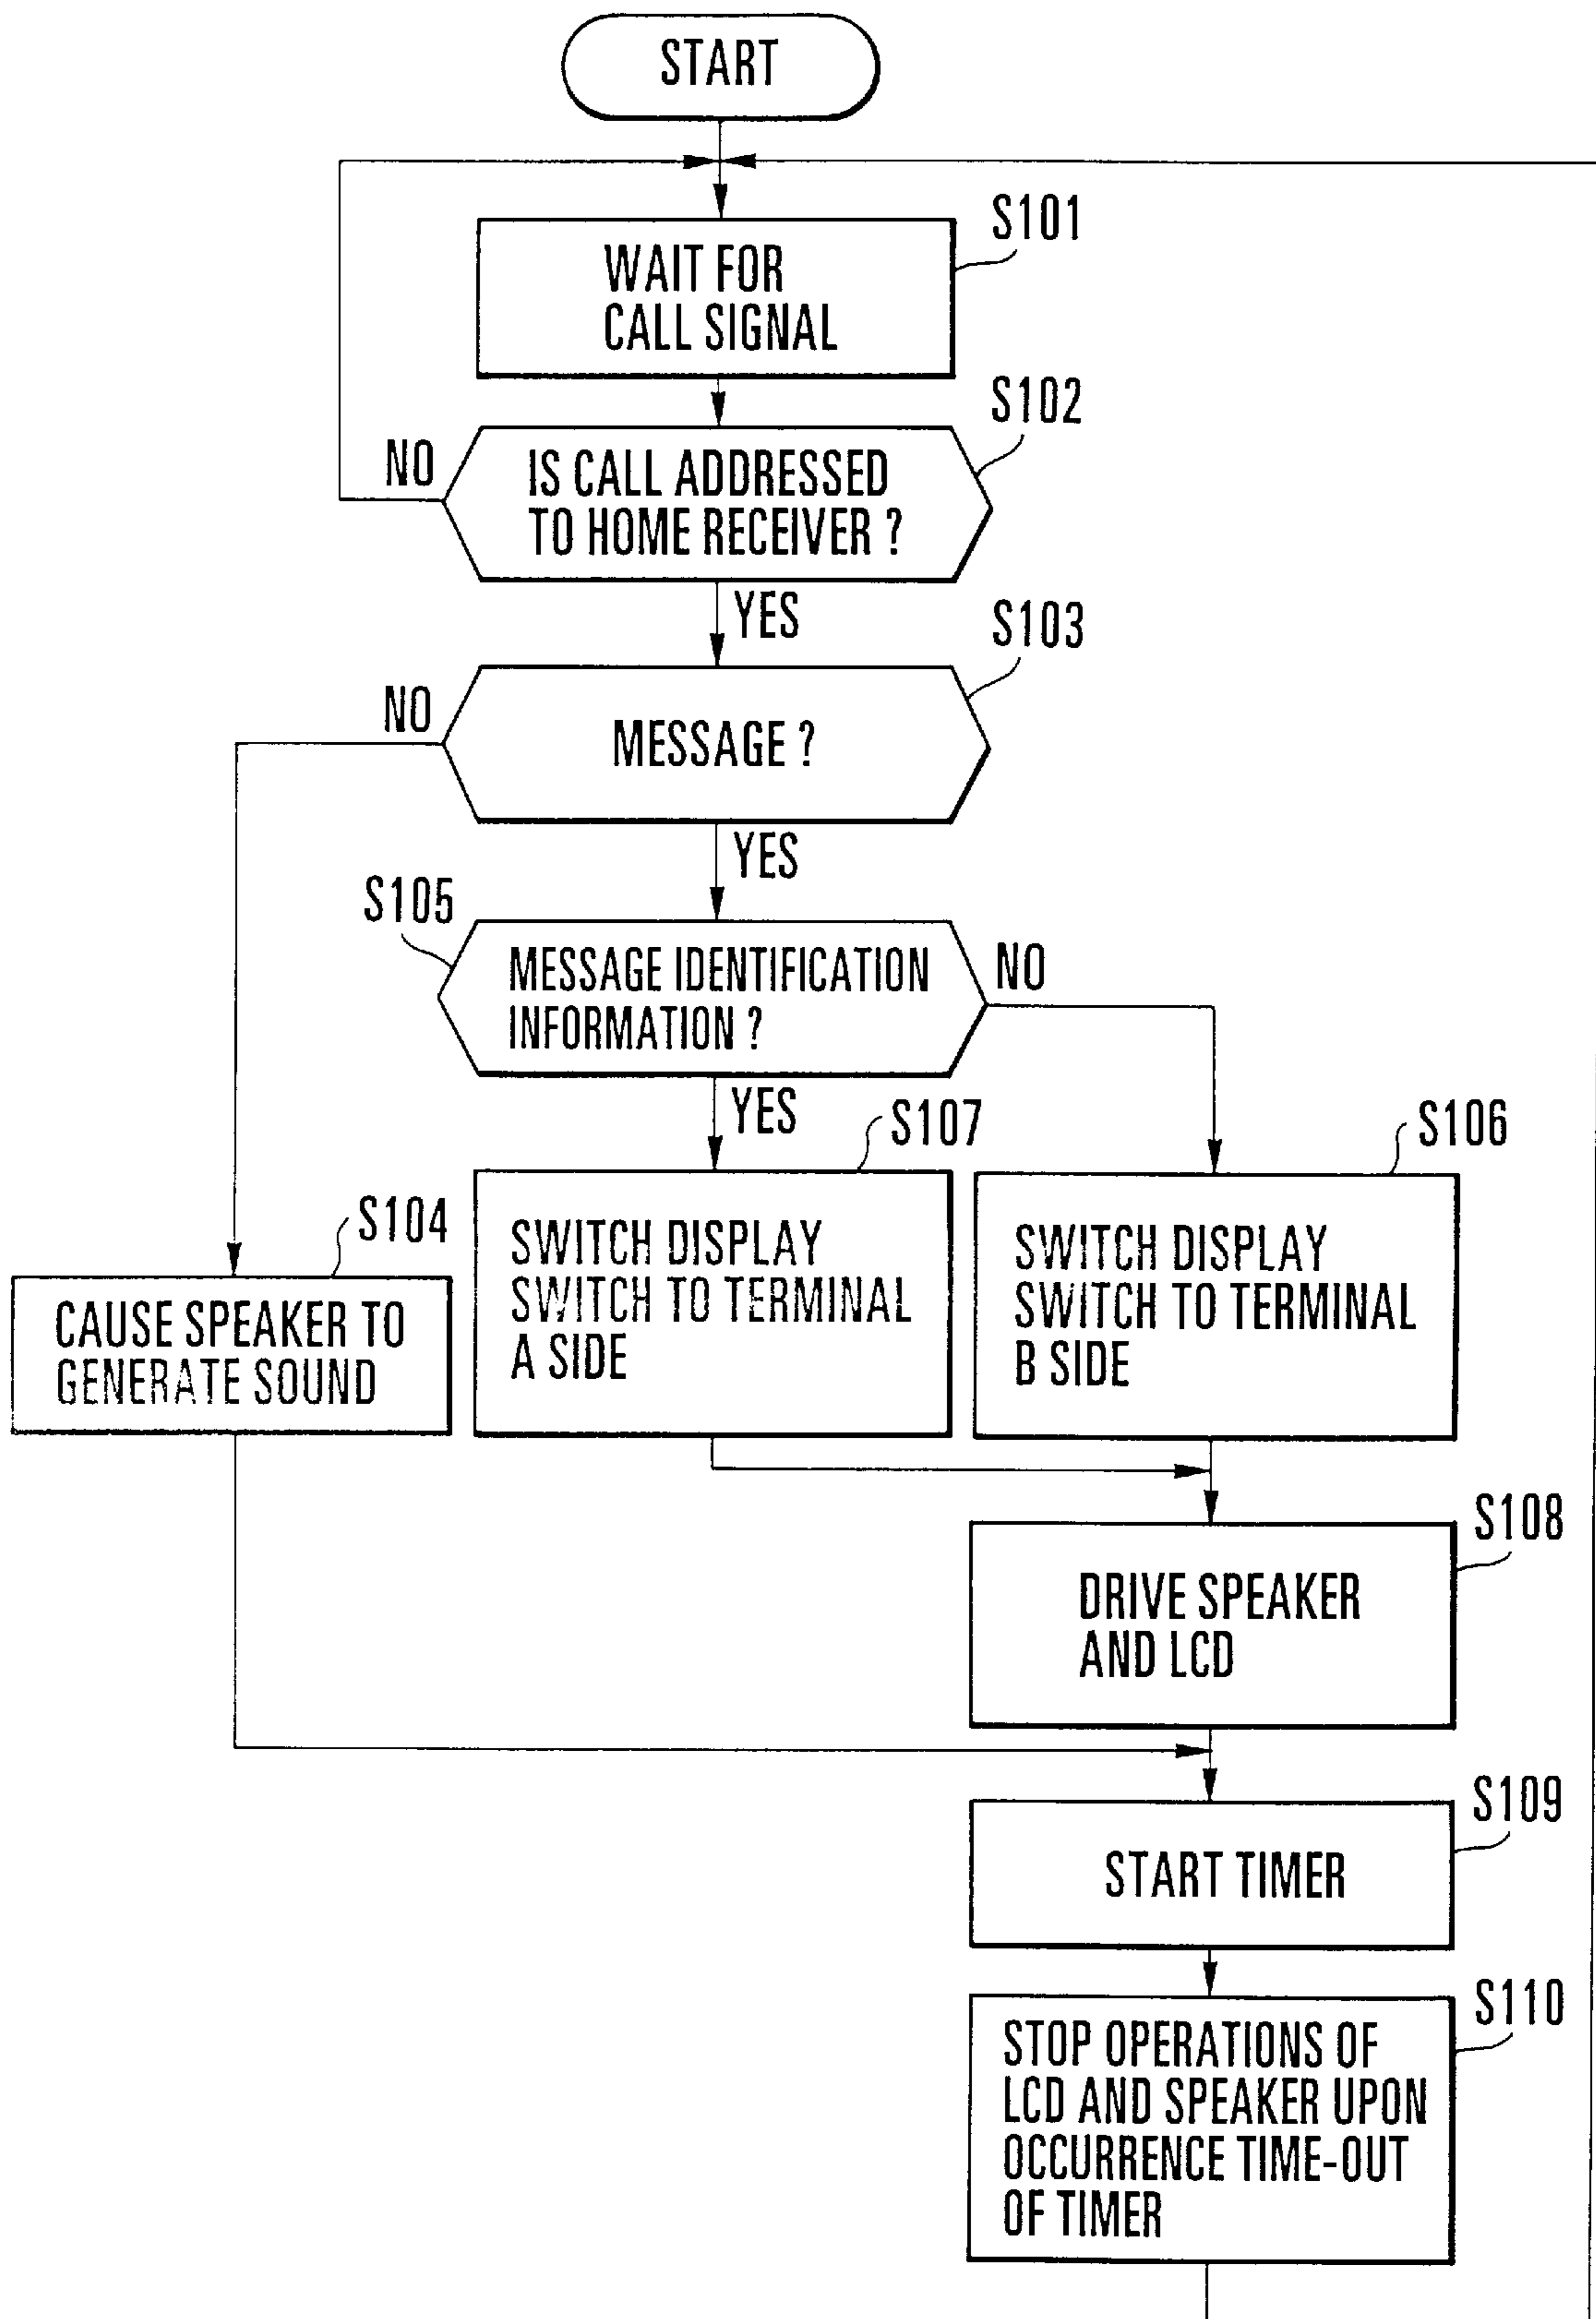 START
S101
WAIT FOR
CALL SIGNAL
S102
NO
IS CALL ADDRESSED
TO HOME RECEIVER ?
YES
S103
NO
MESSAGE ?
YES
S105
MESSAGE IDENTIFICATION
INFORMATION ?
NO
YES
S107
S106
S104
SWITCH DISPLAY
SWITCH TO TERMINAL
A SIDE
SWITCH DISPLAY
SWITCH TO TERMINAL
B SIDE
CAUSE SPEAKER TO
GENERATE SOUND
S108
DRIVE SPEAKER
AND LCD
S109
START TIMER
S110
STOP OPERATIONS OF
LCD AND SPEAKER UPON
OCCURRENCE TIME-OUT
OF TIMER